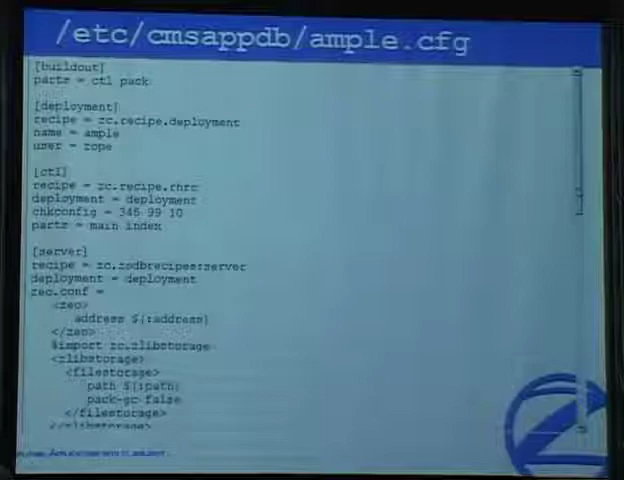 /etc/cmsappdb/ample.cfg
[buildout]
parts = ctl pack
[deployment]
recipe = zc.recipe.deployment
name = ample
user = zope
[ctl]
recipe = zc.recipe.rhrc
deployment = deployment
chkconfig = 345 99 10
parts = main index
[server]
recipe = zc.zodbrecipes:server
deployment = deployment
zeo.conf =
<zeo>
address ${:address}
</zeo>
%import zc.zlibstorage
<zlibstorage>
<filestorage>
path ${:path}
pack-gc false
</filestorage>
</zlibstorage>